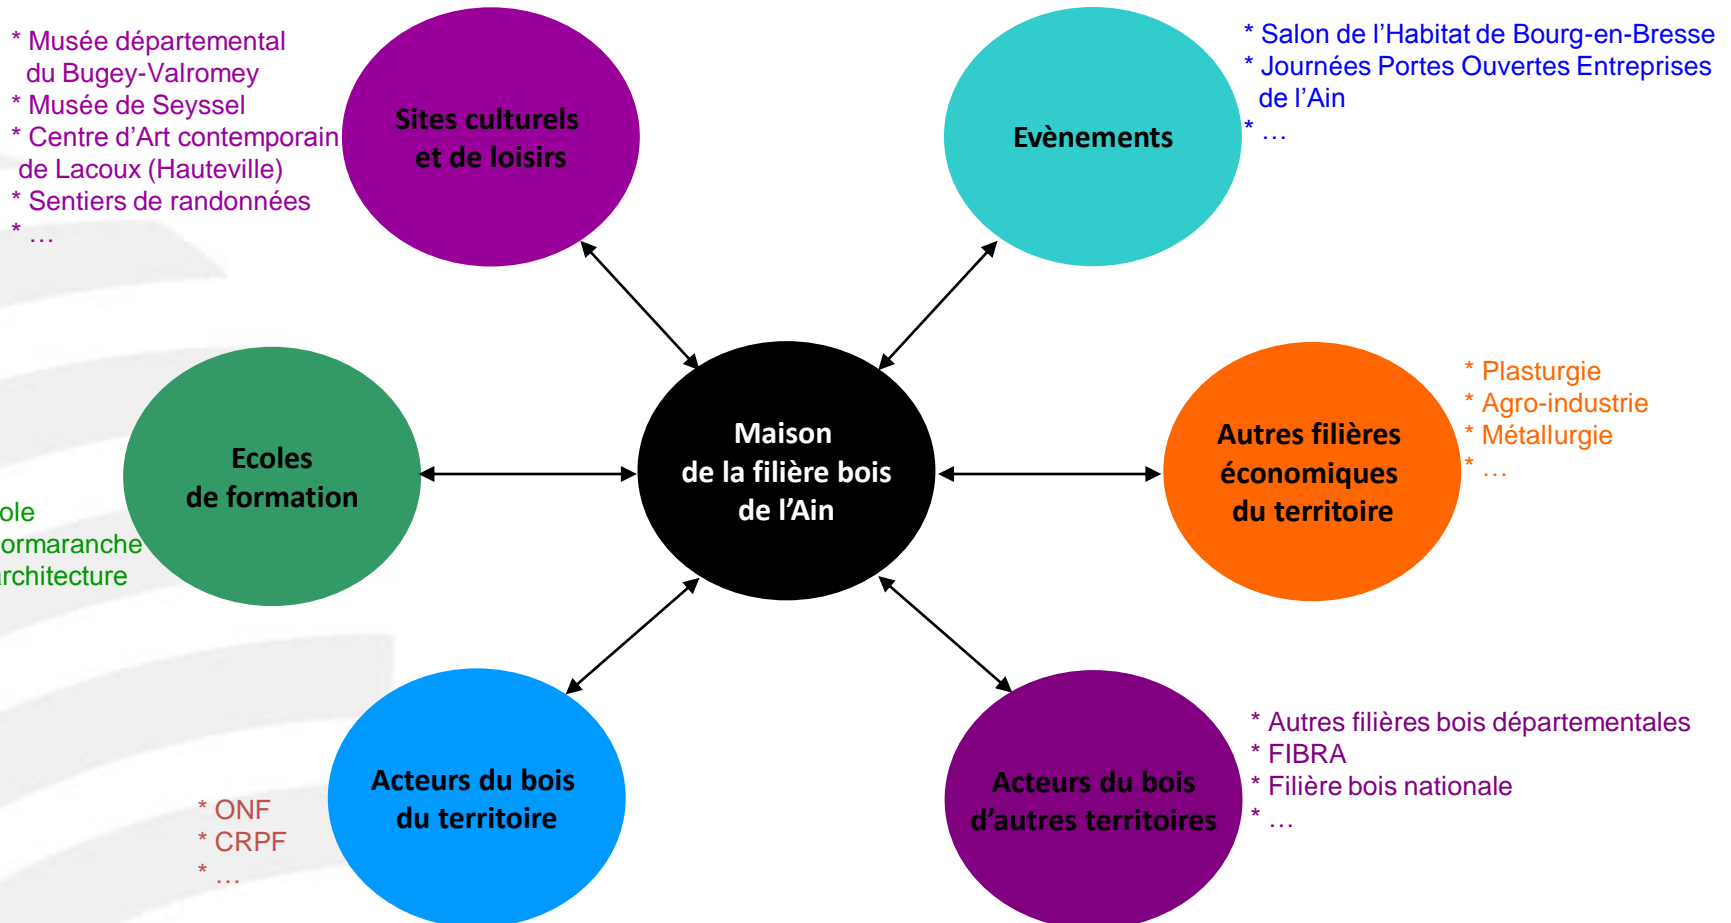 * Musée départemental
du Bugey-Valromey
* Musée de Seyssel
* Centre d’Art contemporain
de Lacoux (Hauteville)
* Sentiers de randonnées
* …
Sites culturels
et de loisirs
Evènements
* Salon de l’Habitat de Bourg-en-Bresse
* Journées Portes Ouvertes Entreprises
de l’Ain
* …
Ecoles
de formation
ole
ormaranche
architecture
Maison
de la filière bois
de l’Ain
Autres filières
économiques
du territoire
* Plasturgie
* Agro-industrie
* Métallurgie
* …
Acteurs du bois
du territoire
* ONF
* CRPF
* …
Acteurs du bois
d’autres territoires
* Autres filières bois départementales
* FIBRA
* Filière bois nationale
* …